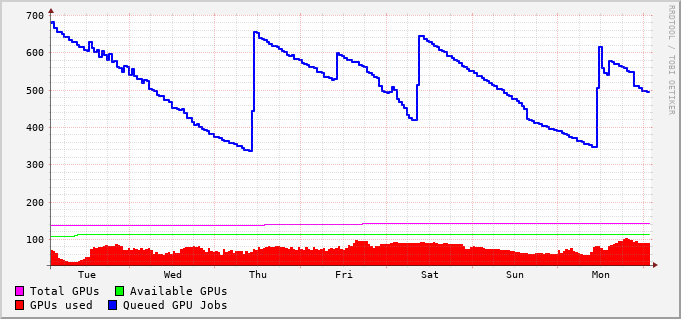 700
600
500
400
300
200
100
Tue Wed Thu Fri Sat Sun Mon
Total GPUs Available GPUs
GPUs used Queued GPU Jobs
RRDTOOL / TOBI OETIKER